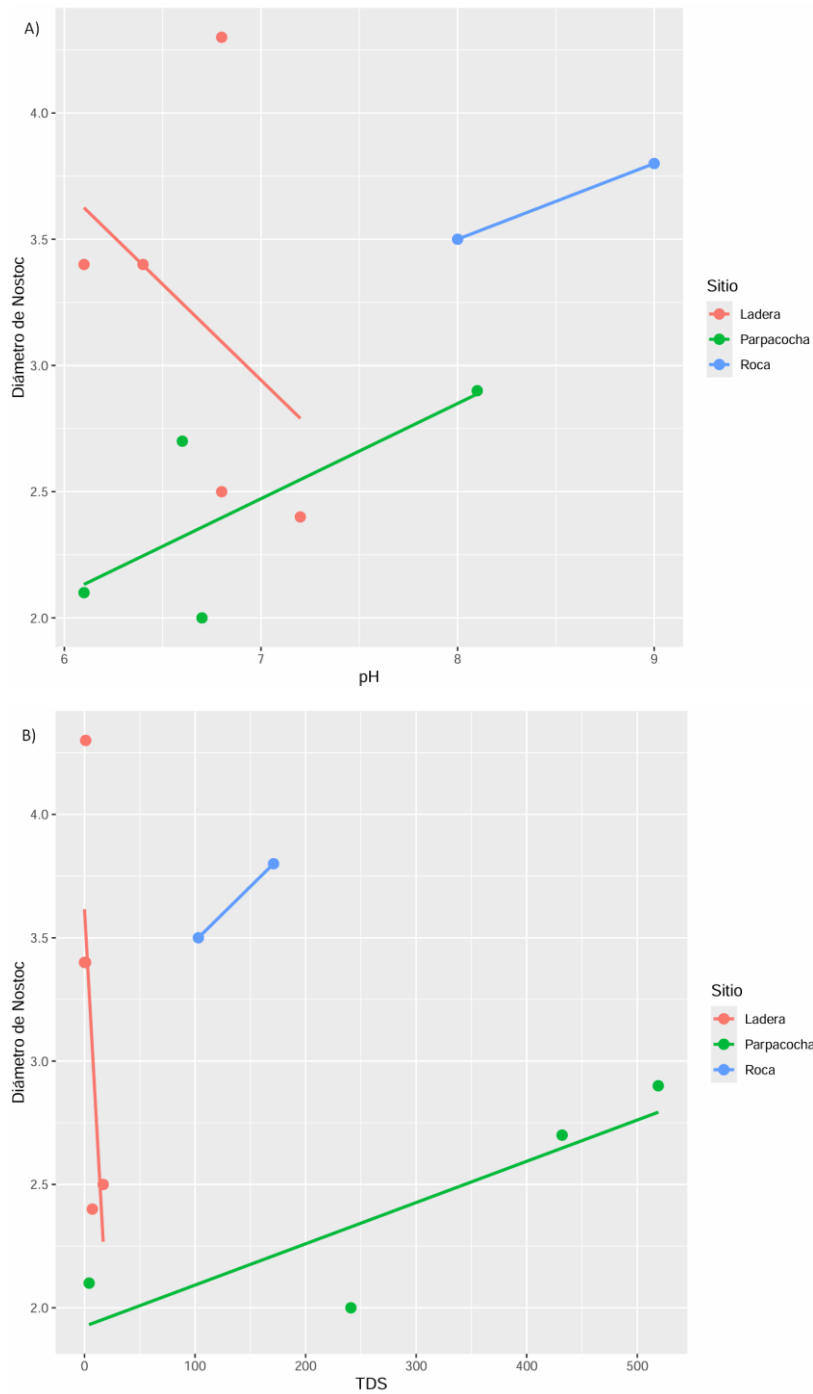 A)
Diámetro de Nostoc
4.0
3.5
3.0
2.5
2.0
6
7
8
9
pH
Sitio
Ladera
Parpacocha
Roca
B)
Diámetro de Nostoc
4.0
3.5
3.0
2.5
2.0
0
100
200
300
400
500
TDS
Sitio
Ladera
Parpacocha
Roca